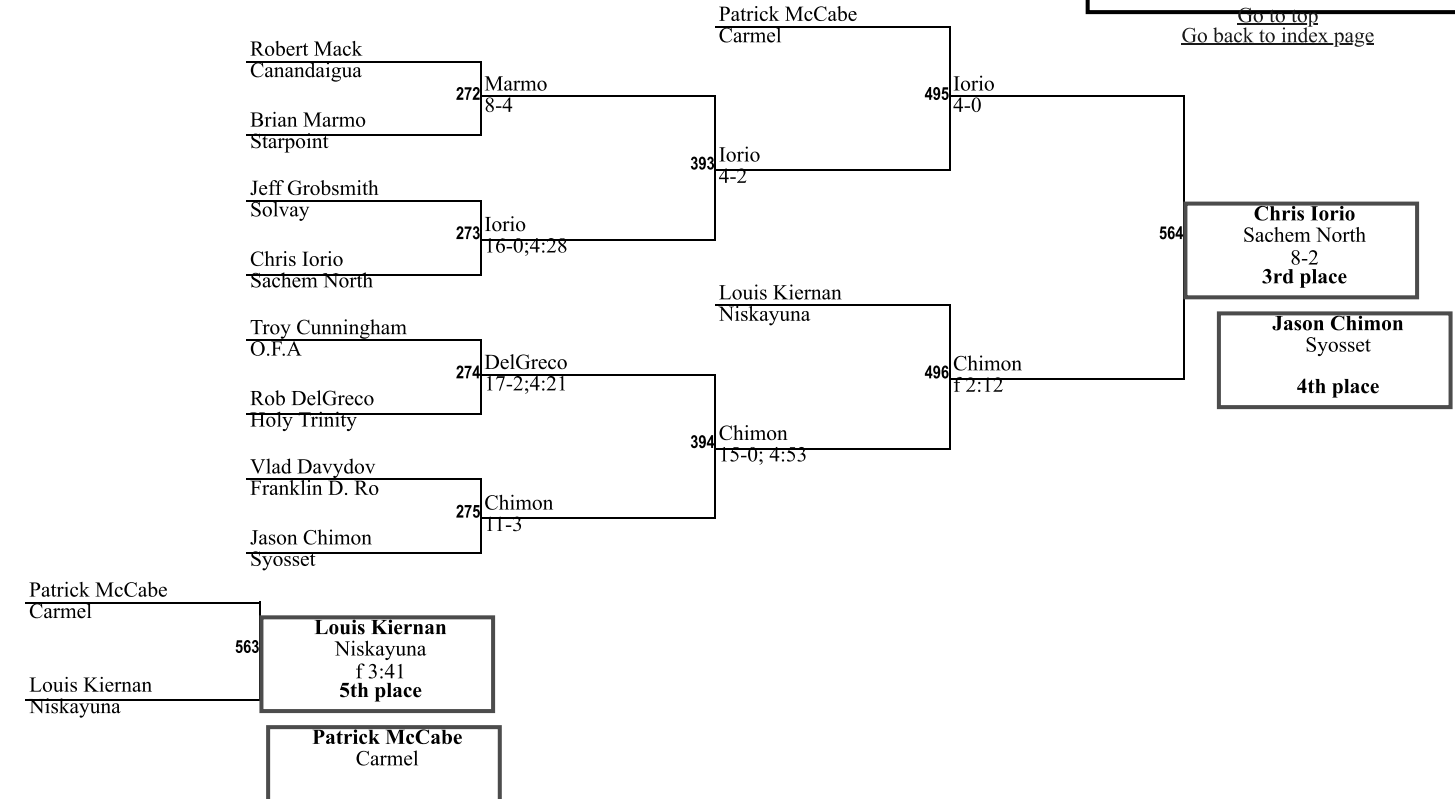 Patrick McCabe
Carmel
Go to top
Go back to index page
Robert Mack
Canandaigua
272
Marmo
8-4
495
Iorio
4-0
Brian Marmo
Starpoint
393
Iorio
4-2
Jeff Grobsmith
Solvay
273
Iorio
16-0;4:28
564
Chris Iorio
Sachem North
8-2
3rd place
Chris Iorio
Sachem North
Louis Kiernan
Niskayuna
Jason Chimon
Syosset
4th place
Troy Cunningham
O.F.A
274
DelGreco
17-2;4:21
496
Chimon
f 2:12
Rob DelGreco
Holy Trinity
394
Chimon
15-0; 4:53
Vlad Davydov
Franklin D. Ro
275
Chimon
11-3
Jason Chimon
Syosset
Patrick McCabe
Carmel
563
Louis Kiernan
Niskayuna
f 3:41
5th place
Louis Kiernan
Niskayuna
Patrick McCabe
Carmel